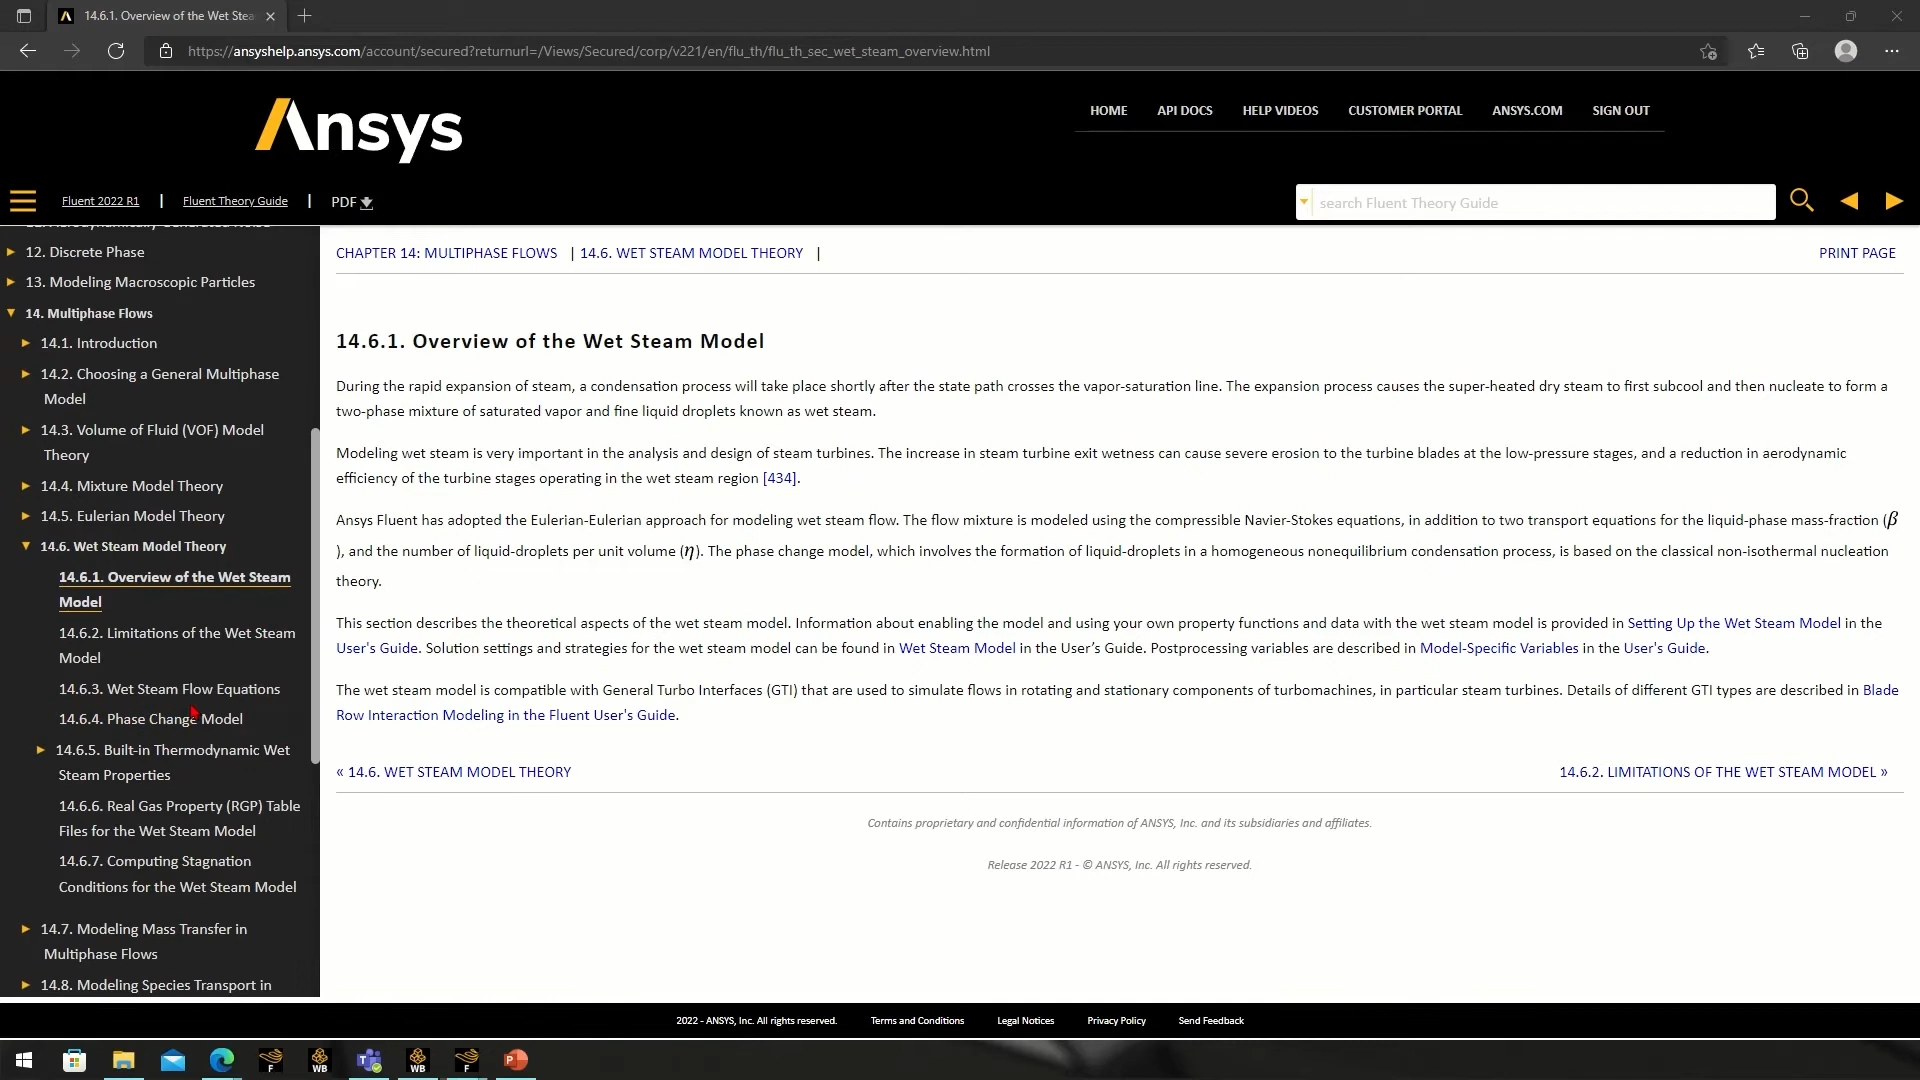 14.6.1. Overview of the Wet Stea
https://ansyshelp.ansys.com/account/secured?returnurl=/Views/Secured/corp/v221/en/flu_th/flu_th_sec_wet_steam_overview.html
Ansys
HOME API DOCS HELP VIDEOS CUSTOMER PORTAL ANSYS.COM SIGN OUT
Fluent 2022 R1 | Fluent Theory Guide | PDF
search Fluent Theory Guide
12. Discrete Phase
13. Modeling Macroscopic Particles
14. Multiphase Flows
14.1. Introduction
14.2. Choosing a General Multiphase
Model
14.3. Volume of Fluid (VOF) Model
Theory
14.4. Mixture Model Theory
14.5. Eulerian Model Theory
14.6. Wet Steam Model Theory
14.6.1. Overview of the Wet Steam
Model
14.6.2. Limitations of the Wet Steam
Model
14.6.3. Wet Steam Flow Equations
14.6.4. Phase Change Model
14.6.5. Built-in Thermodynamic Wet
Steam Properties
14.6.6. Real Gas Property (RGP) Table
Files for the Wet Steam Model
14.6.7. Computing Stagnation
Conditions for the Wet Steam Model
14.7. Modeling Mass Transfer in
Multiphase Flows
14.8. Modeling Species Transport in
CHAPTER 14: MULTIPHASE FLOWS | 14.6. WET STEAM MODEL THEORY |
PRINT PAGE
14.6.1. Overview of the Wet Steam Model
During the rapid expansion of steam, a condensation process will take place shortly after the state path crosses the vapor-saturation line. The expansion process causes the super-heated dry steam to first subcool and then nucleate to form a
two-phase mixture of saturated vapor and fine liquid droplets known as wet steam.
Modeling wet steam is very important in the analysis and design of steam turbines. The increase in steam turbine exit wetness can cause severe erosion to the turbine blades at the low-pressure stages, and a reduction in aerodynamic
efficiency of the turbine stages operating in the wet steam region [434].
Ansys Fluent has adopted the Eulerian-Eulerian approach for modeling wet steam flow. The flow mixture is modeled using the compressible Navier-Stokes equations, in addition to two transport equations for the liquid-phase mass-fraction (β
), and the number of liquid-droplets per unit volume (η). The phase change model, which involves the formation of liquid-droplets in a homogeneous nonequilibrium condensation process, is based on the classical non-isothermal nucleation
theory.
This section describes the theoretical aspects of the wet steam model. Information about enabling the model and using your own property functions and data with the wet steam model is provided in Setting Up the Wet Steam Model in the
User's Guide. Solution settings and strategies for the wet steam model can be found in Wet Steam Model in the User’s Guide. Postprocessing variables are described in Model-Specific Variables in the User's Guide.
The wet steam model is compatible with General Turbo Interfaces (GTI) that are used to simulate flows in rotating and stationary components of turbomachines, in particular steam turbines. Details of different GTI types are described in Blade
Row Interaction Modeling in the Fluent User's Guide.
« 14.6. WET STEAM MODEL THEORY
14.6.2. LIMITATIONS OF THE WET STEAM MODEL »
Contains proprietary and confidential information of ANSYS, Inc. and its subsidiaries and affiliates.
Release 2022 R1 - © ANSYS, Inc. All rights reserved.
2022 - ANSYS, Inc. All rights reserved. Terms and Conditions Legal Notices Privacy Policy Send Feedback
F WB T WB F P